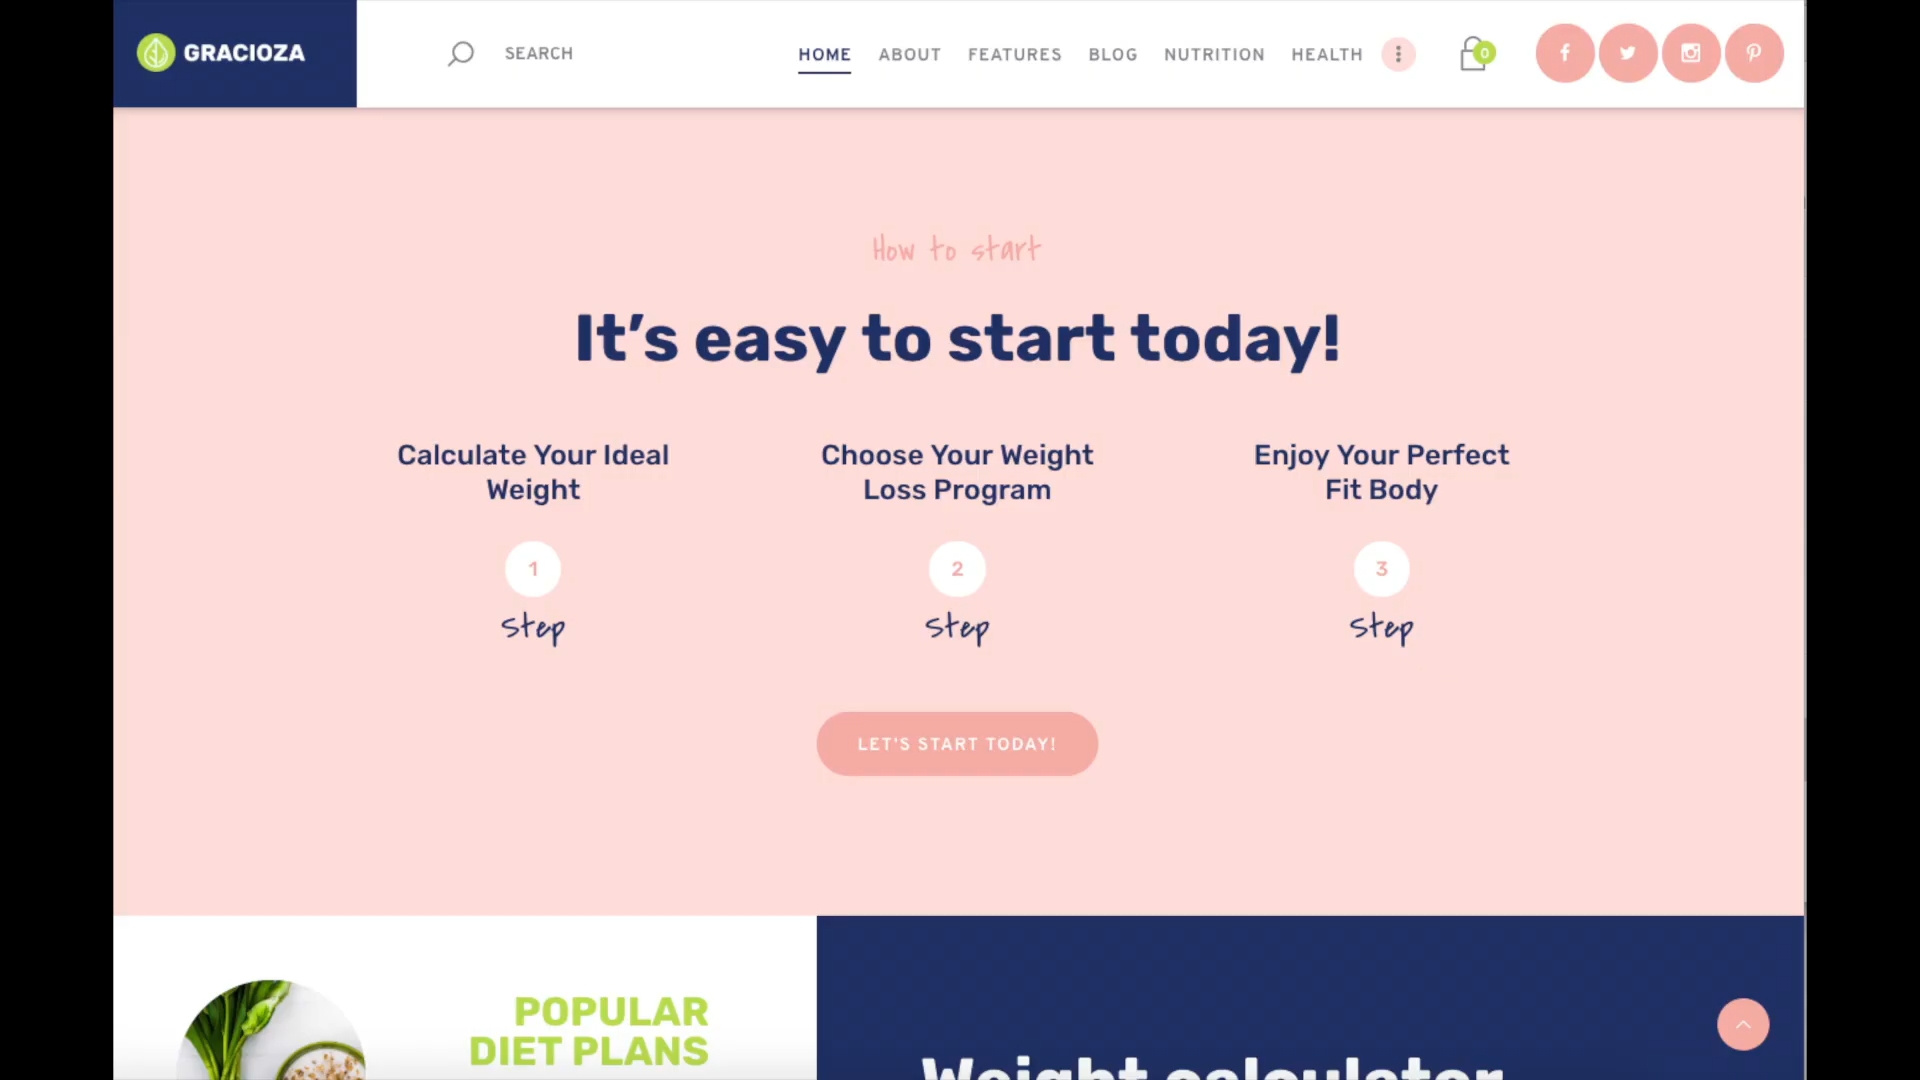 GRACIOZA
SEARCH
HOME
ABOUT
FEATURES
BLOG
NUTRITION
HEALTH
0
How to start
It’s easy to start today!
Calculate Your Ideal
Weight
1
Step
Choose Your Weight
Loss Program
2
Step
Enjoy Your Perfect
Fit Body
3
Step
LET'S START TODAY!
POPULAR
DIET PLANS
Weight calculator